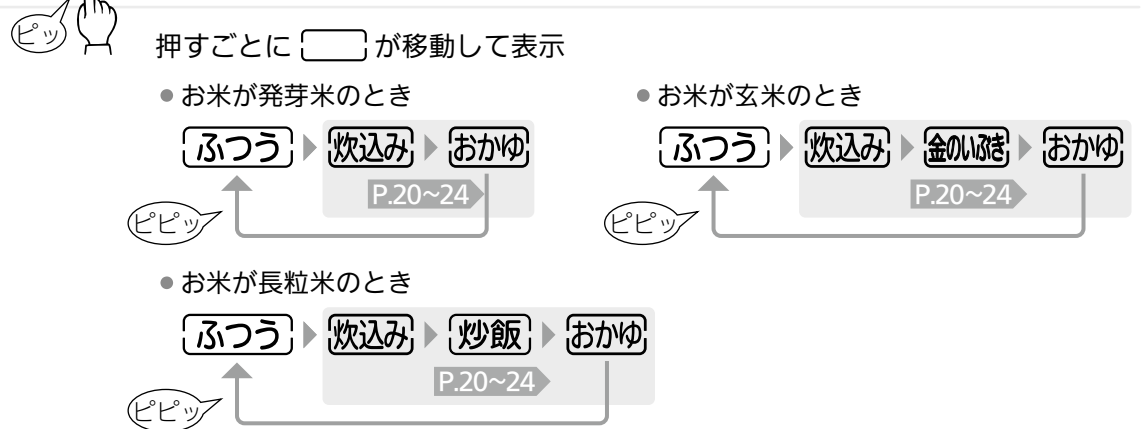 ピッ
押すごとに が移動して表示
● お米が発芽米のとき
ふつう 炊込み おかゆ
P.20~24
ピピッ
● お米が玄米のとき
ふつう 炊込み 金のいぶき おかゆ
P.20~24
ピピッ
● お米が長粒米のとき
ふつう 炊込み 炒飯 おかゆ
P.20~24
ピピッ